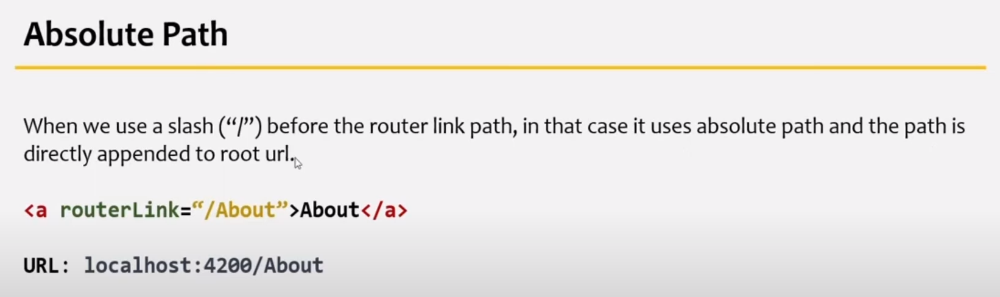 Absolute Path
When we use a slash (“/”) before the router link path, in that case it uses absolute path and the path is
directly appended to root url.
<a routerLink=“/About”>About</a>
URL: localhost:4200/About